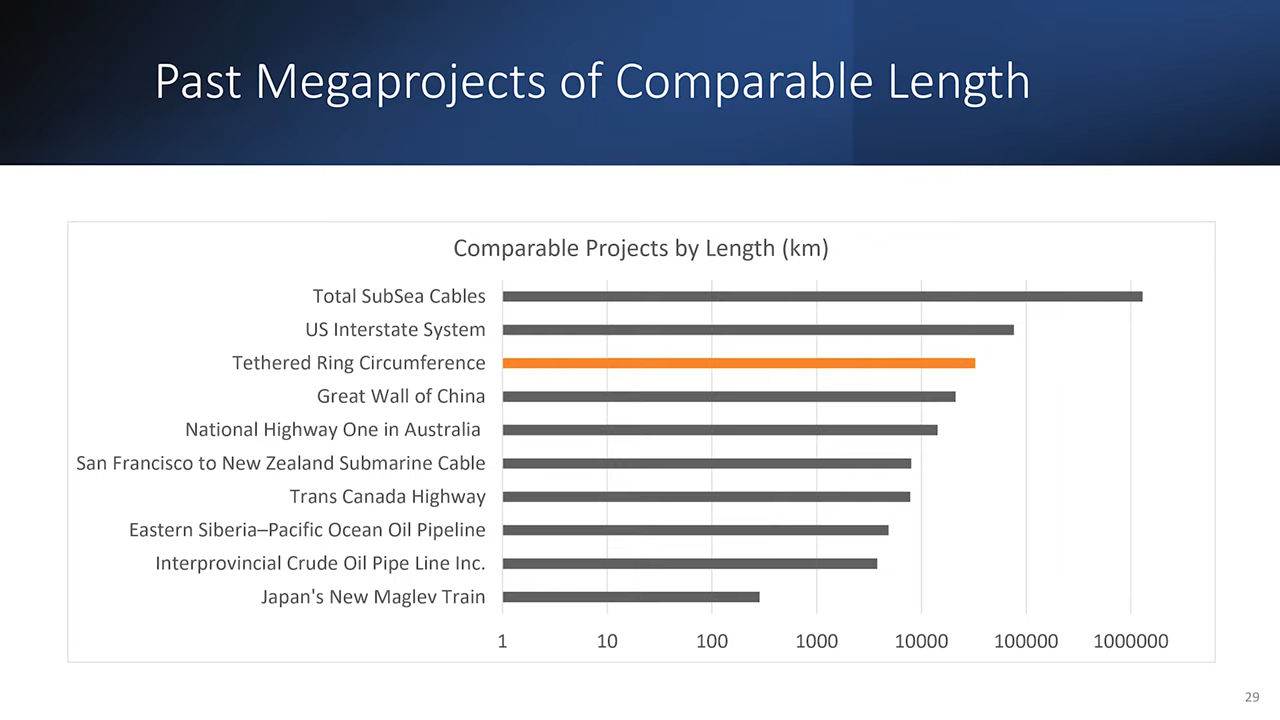 Past Megaprojects of Comparable Length
Comparable Projects by Length (km)
Total SubSea Cables
US Interstate System
Tethered Ring Circumference
Great Wall of China
National Highway One in Australia
San Francisco to New Zealand Submarine Cable
Trans Canada Highway
Eastern Siberia–Pacific Ocean Oil Pipeline
Interprovincial Crude Oil Pipe Line Inc.
Japan's New Maglev Train
1 10 100 1000 10000 100000 1000000
29